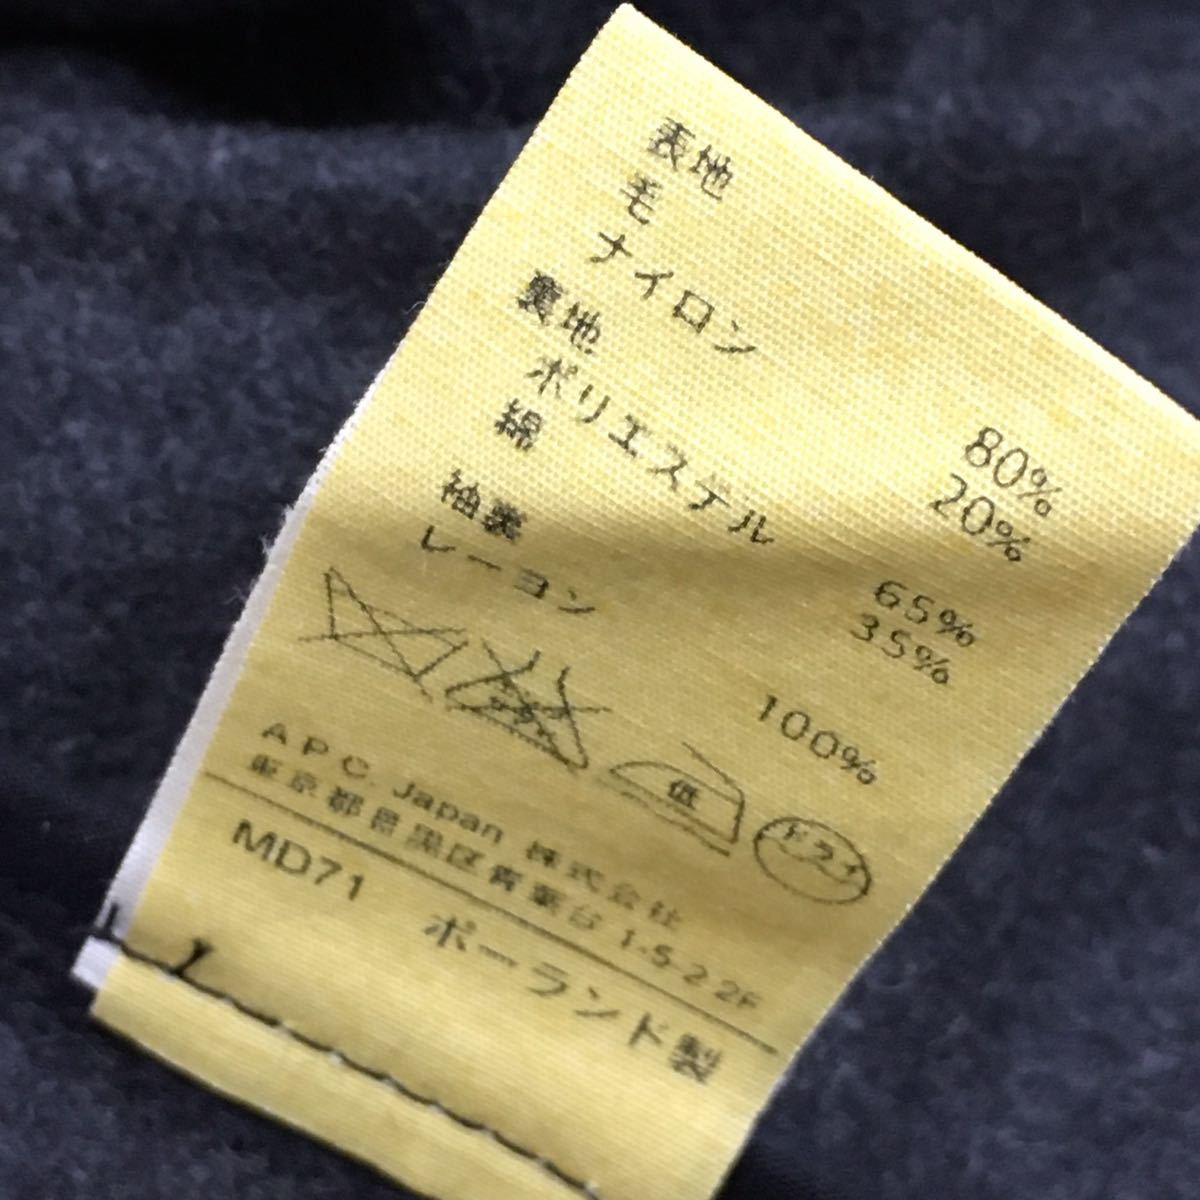 表地
毛 80%
ナイロン 20%
裏地
ポリエステル 65%
綿 35%
袖裏
レーヨン 100%
低 ドライ
A.P.C. Japan 株式会社
東京都目黒区青葉台 1-5-2 2F
MD71 ポーランド製